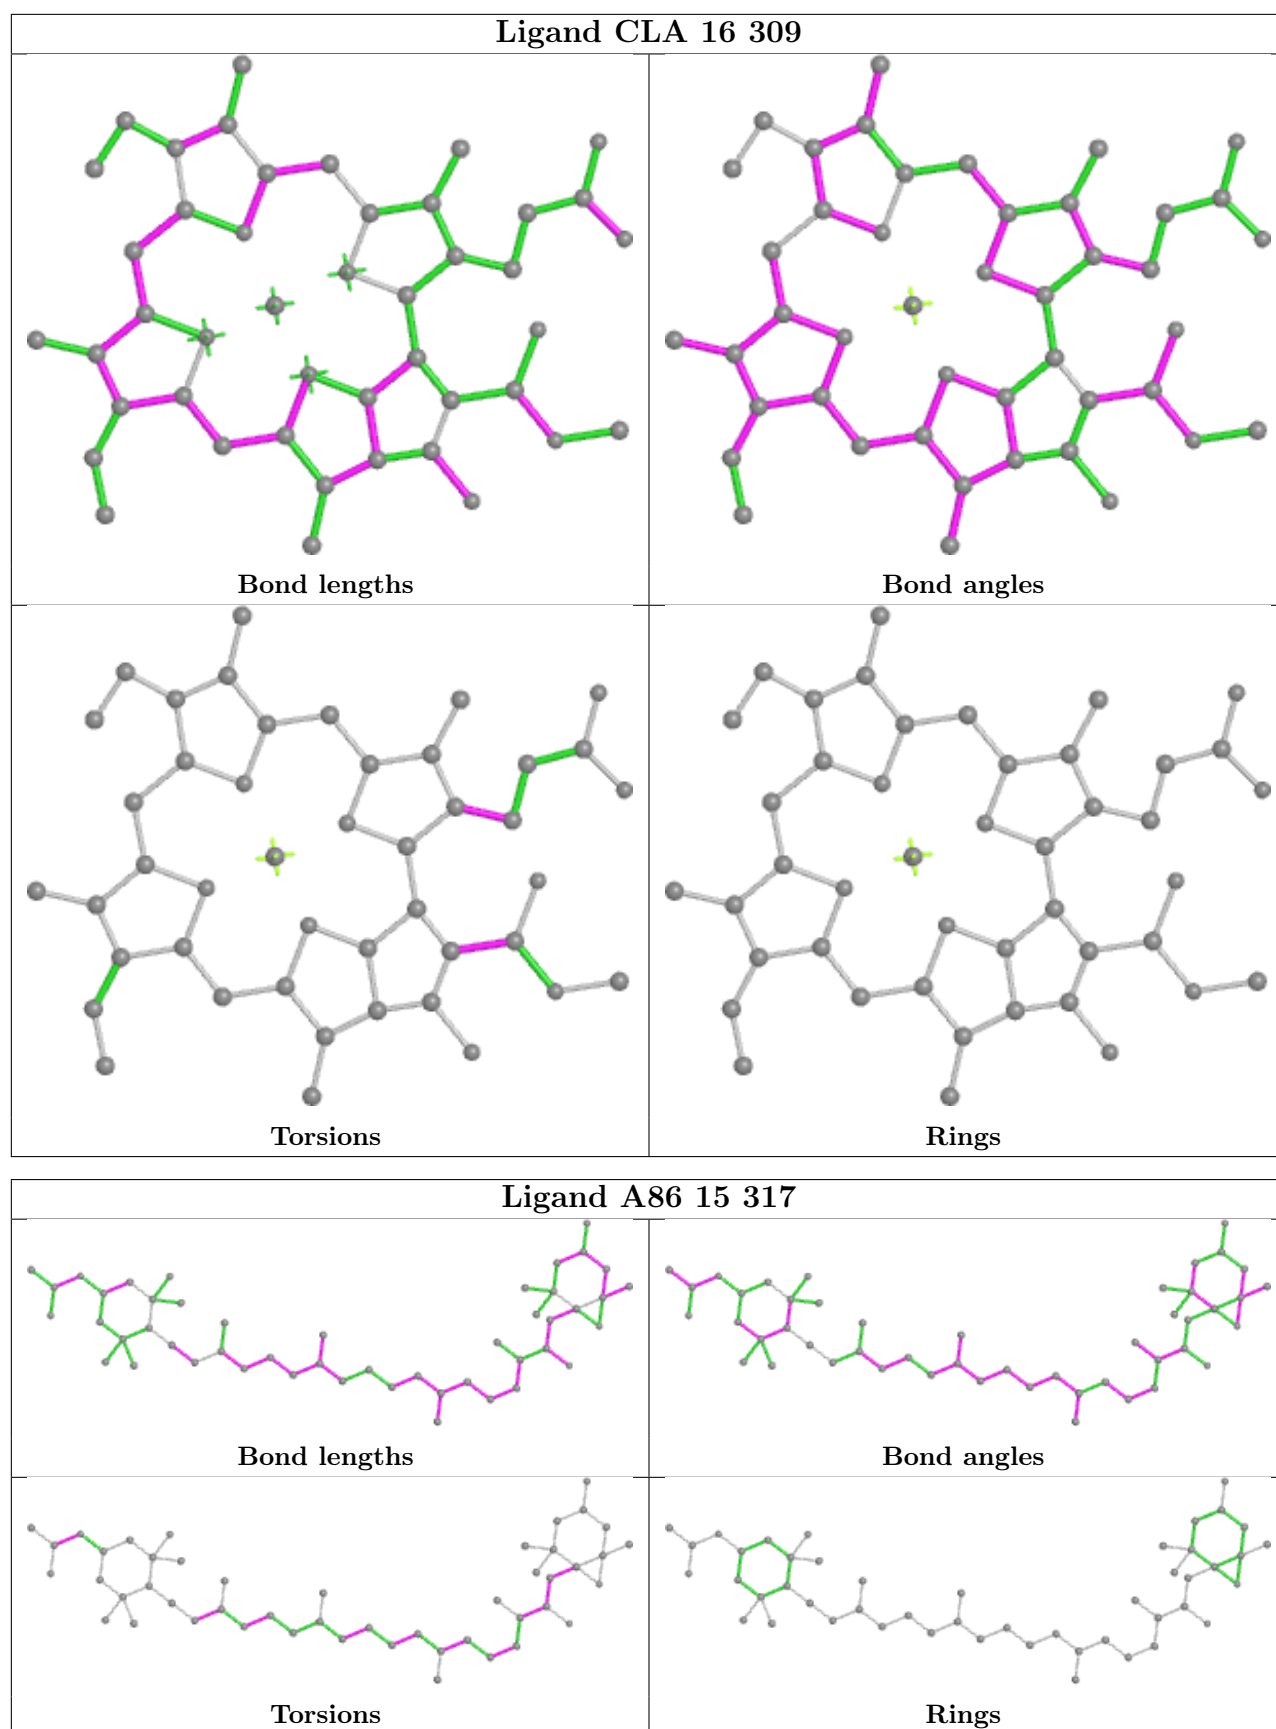 Ligand CLA 16 309
Bond lengths
Bond angles
Torsions
Rings
Ligand A86 15 317
Bond lengths
Bond angles
Torsions
Rings